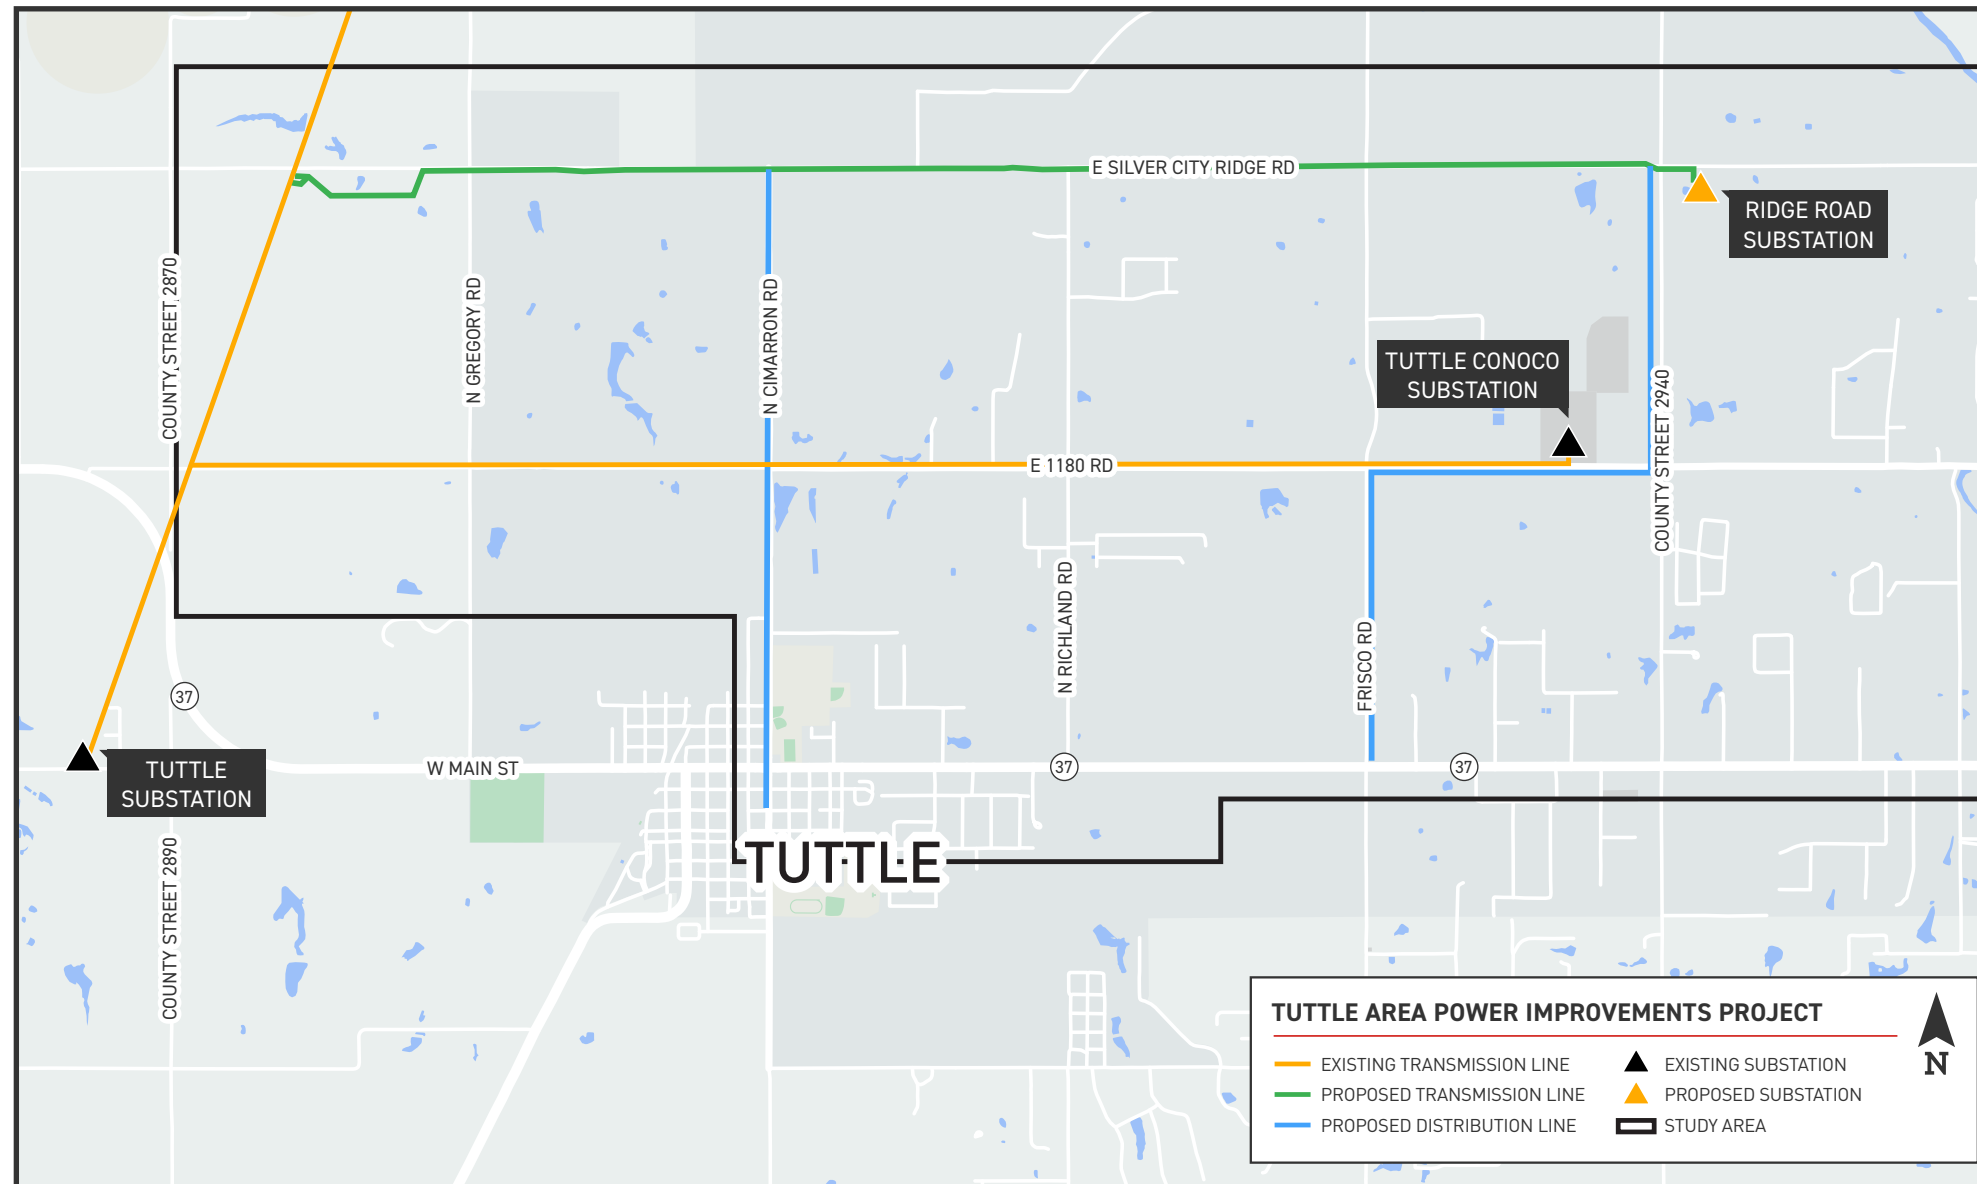 E SILVER CITY RIDGE RD
RIDGE ROAD
SUBSTATION
COUNTY STREET 2870
N GREGORY RD
N CIMARRON RD
TUTTLE CONOCO
SUBSTATION
COUNTY STREET 2940
E 1180 RD
N RICHLAND RD
FRISCO RD
37
TUTTLE
SUBSTATION
W MAIN ST
37
37
COUNTY STREET 2890
TUTTLE
TUTTLE AREA POWER IMPROVEMENTS PROJECT
EXISTING TRANSMISSION LINE
PROPOSED TRANSMISSION LINE
PROPOSED DISTRIBUTION LINE
EXISTING SUBSTATION
PROPOSED SUBSTATION
STUDY AREA
N